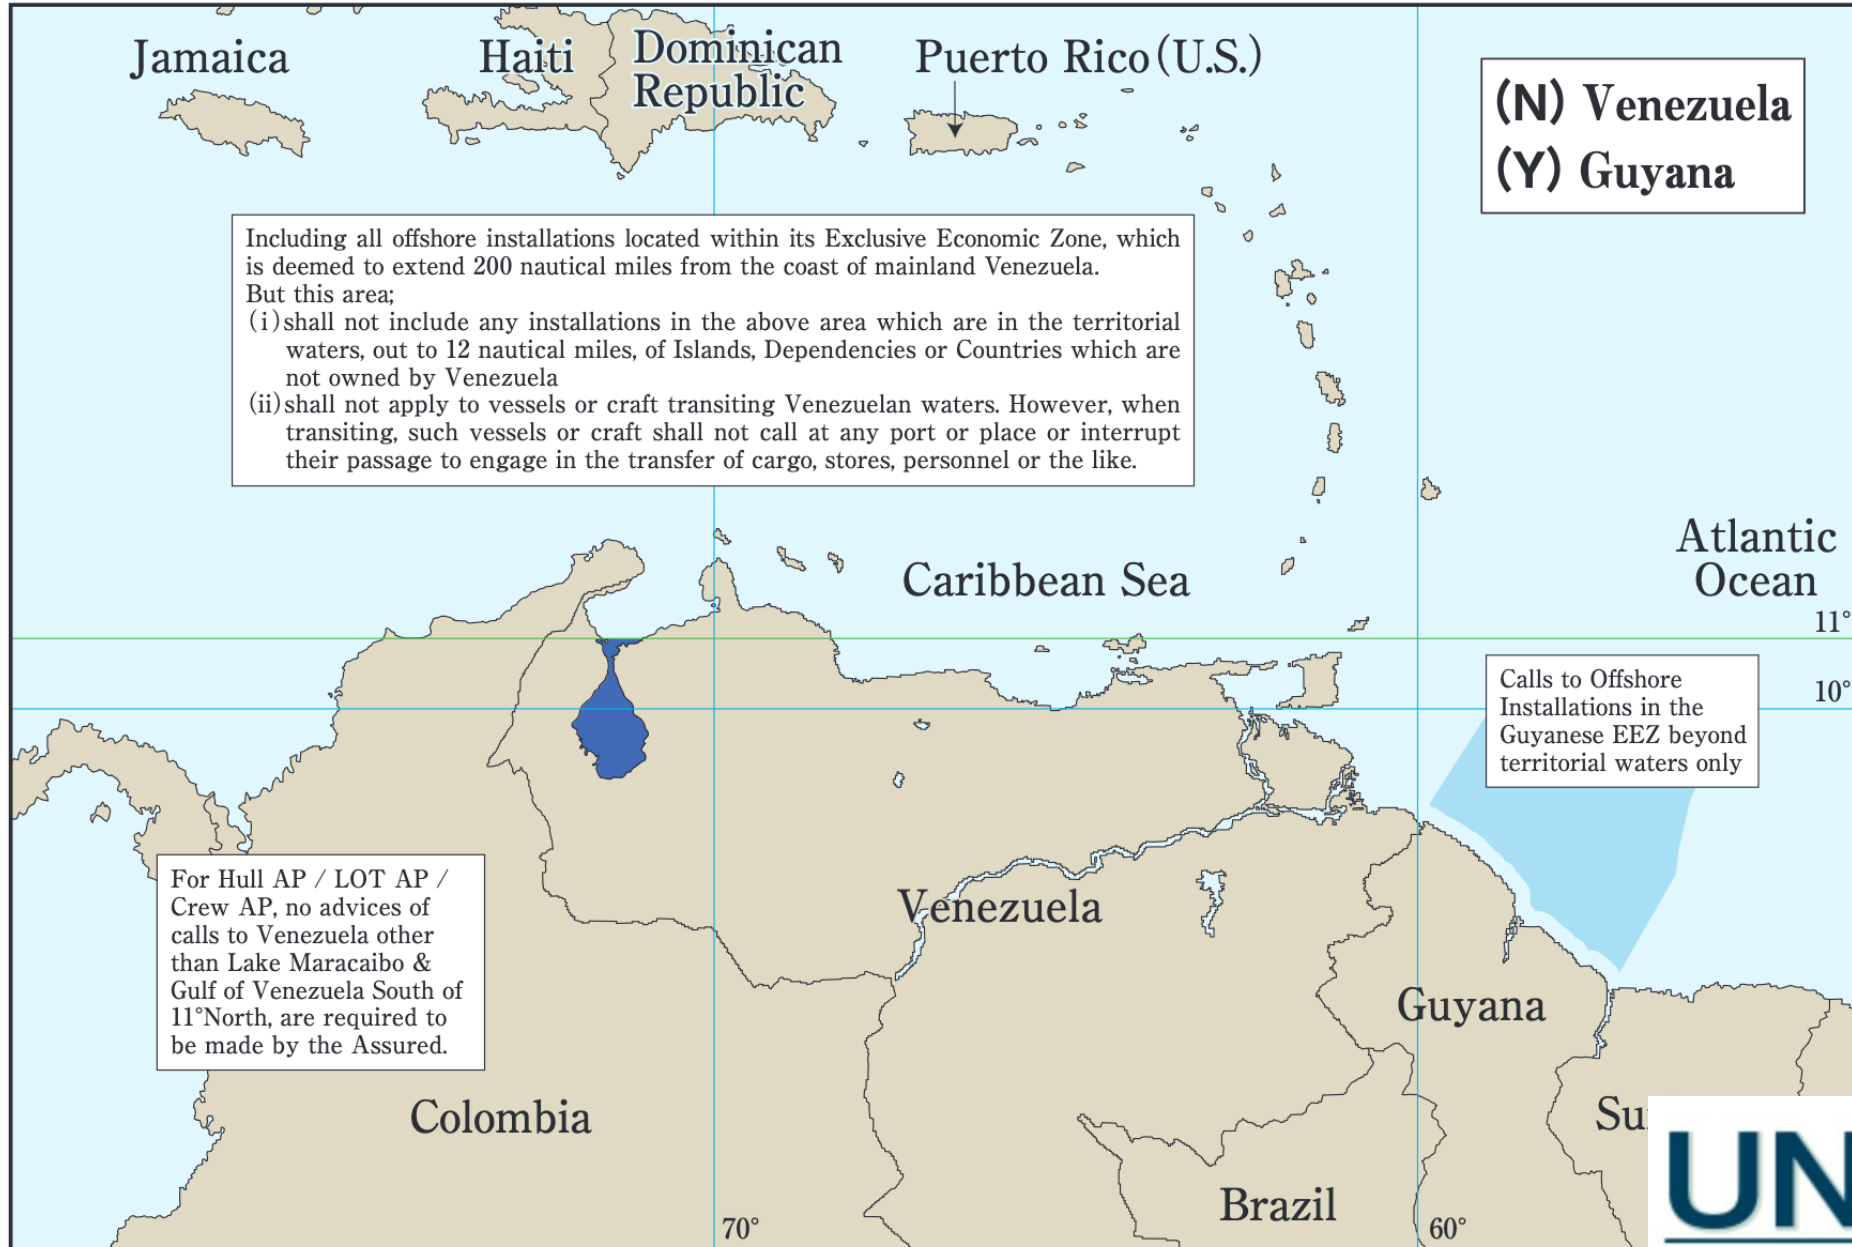 Jamaica
Haiti
Dominican
Republic
Puerto Rico (U.S.)
(N) Venezuela
(Y) Guyana
Including all offshore installations located within its Exclusive Economic Zone, which
is deemed to extend 200 nautical miles from the coast of mainland Venezuela.
But this area;
(i) shall not include any installations in the above area which are in the territorial
waters, out to 12 nautical miles, of Islands, Dependencies or Countries which are
not owned by Venezuela
(ii) shall not apply to vessels or craft transiting Venezuelan waters. However, when
transiting, such vessels or craft shall not call at any port or place or interrupt
their passage to engage in the transfer of cargo, stores, personnel or the like.
Atlantic
Ocean
Caribbean Sea
11°
10°
Calls to Offshore
Installations in the
Guyanese EEZ beyond
territorial waters only
For Hull AP / LOT AP /
Crew AP, no advices of
calls to Venezuela other
than Lake Maracaibo &
Gulf of Venezuela South of
11°North, are required to
be made by the Assured.
Venezuela
Guyana
Colombia
Su
Brazil
70°
60°
UN